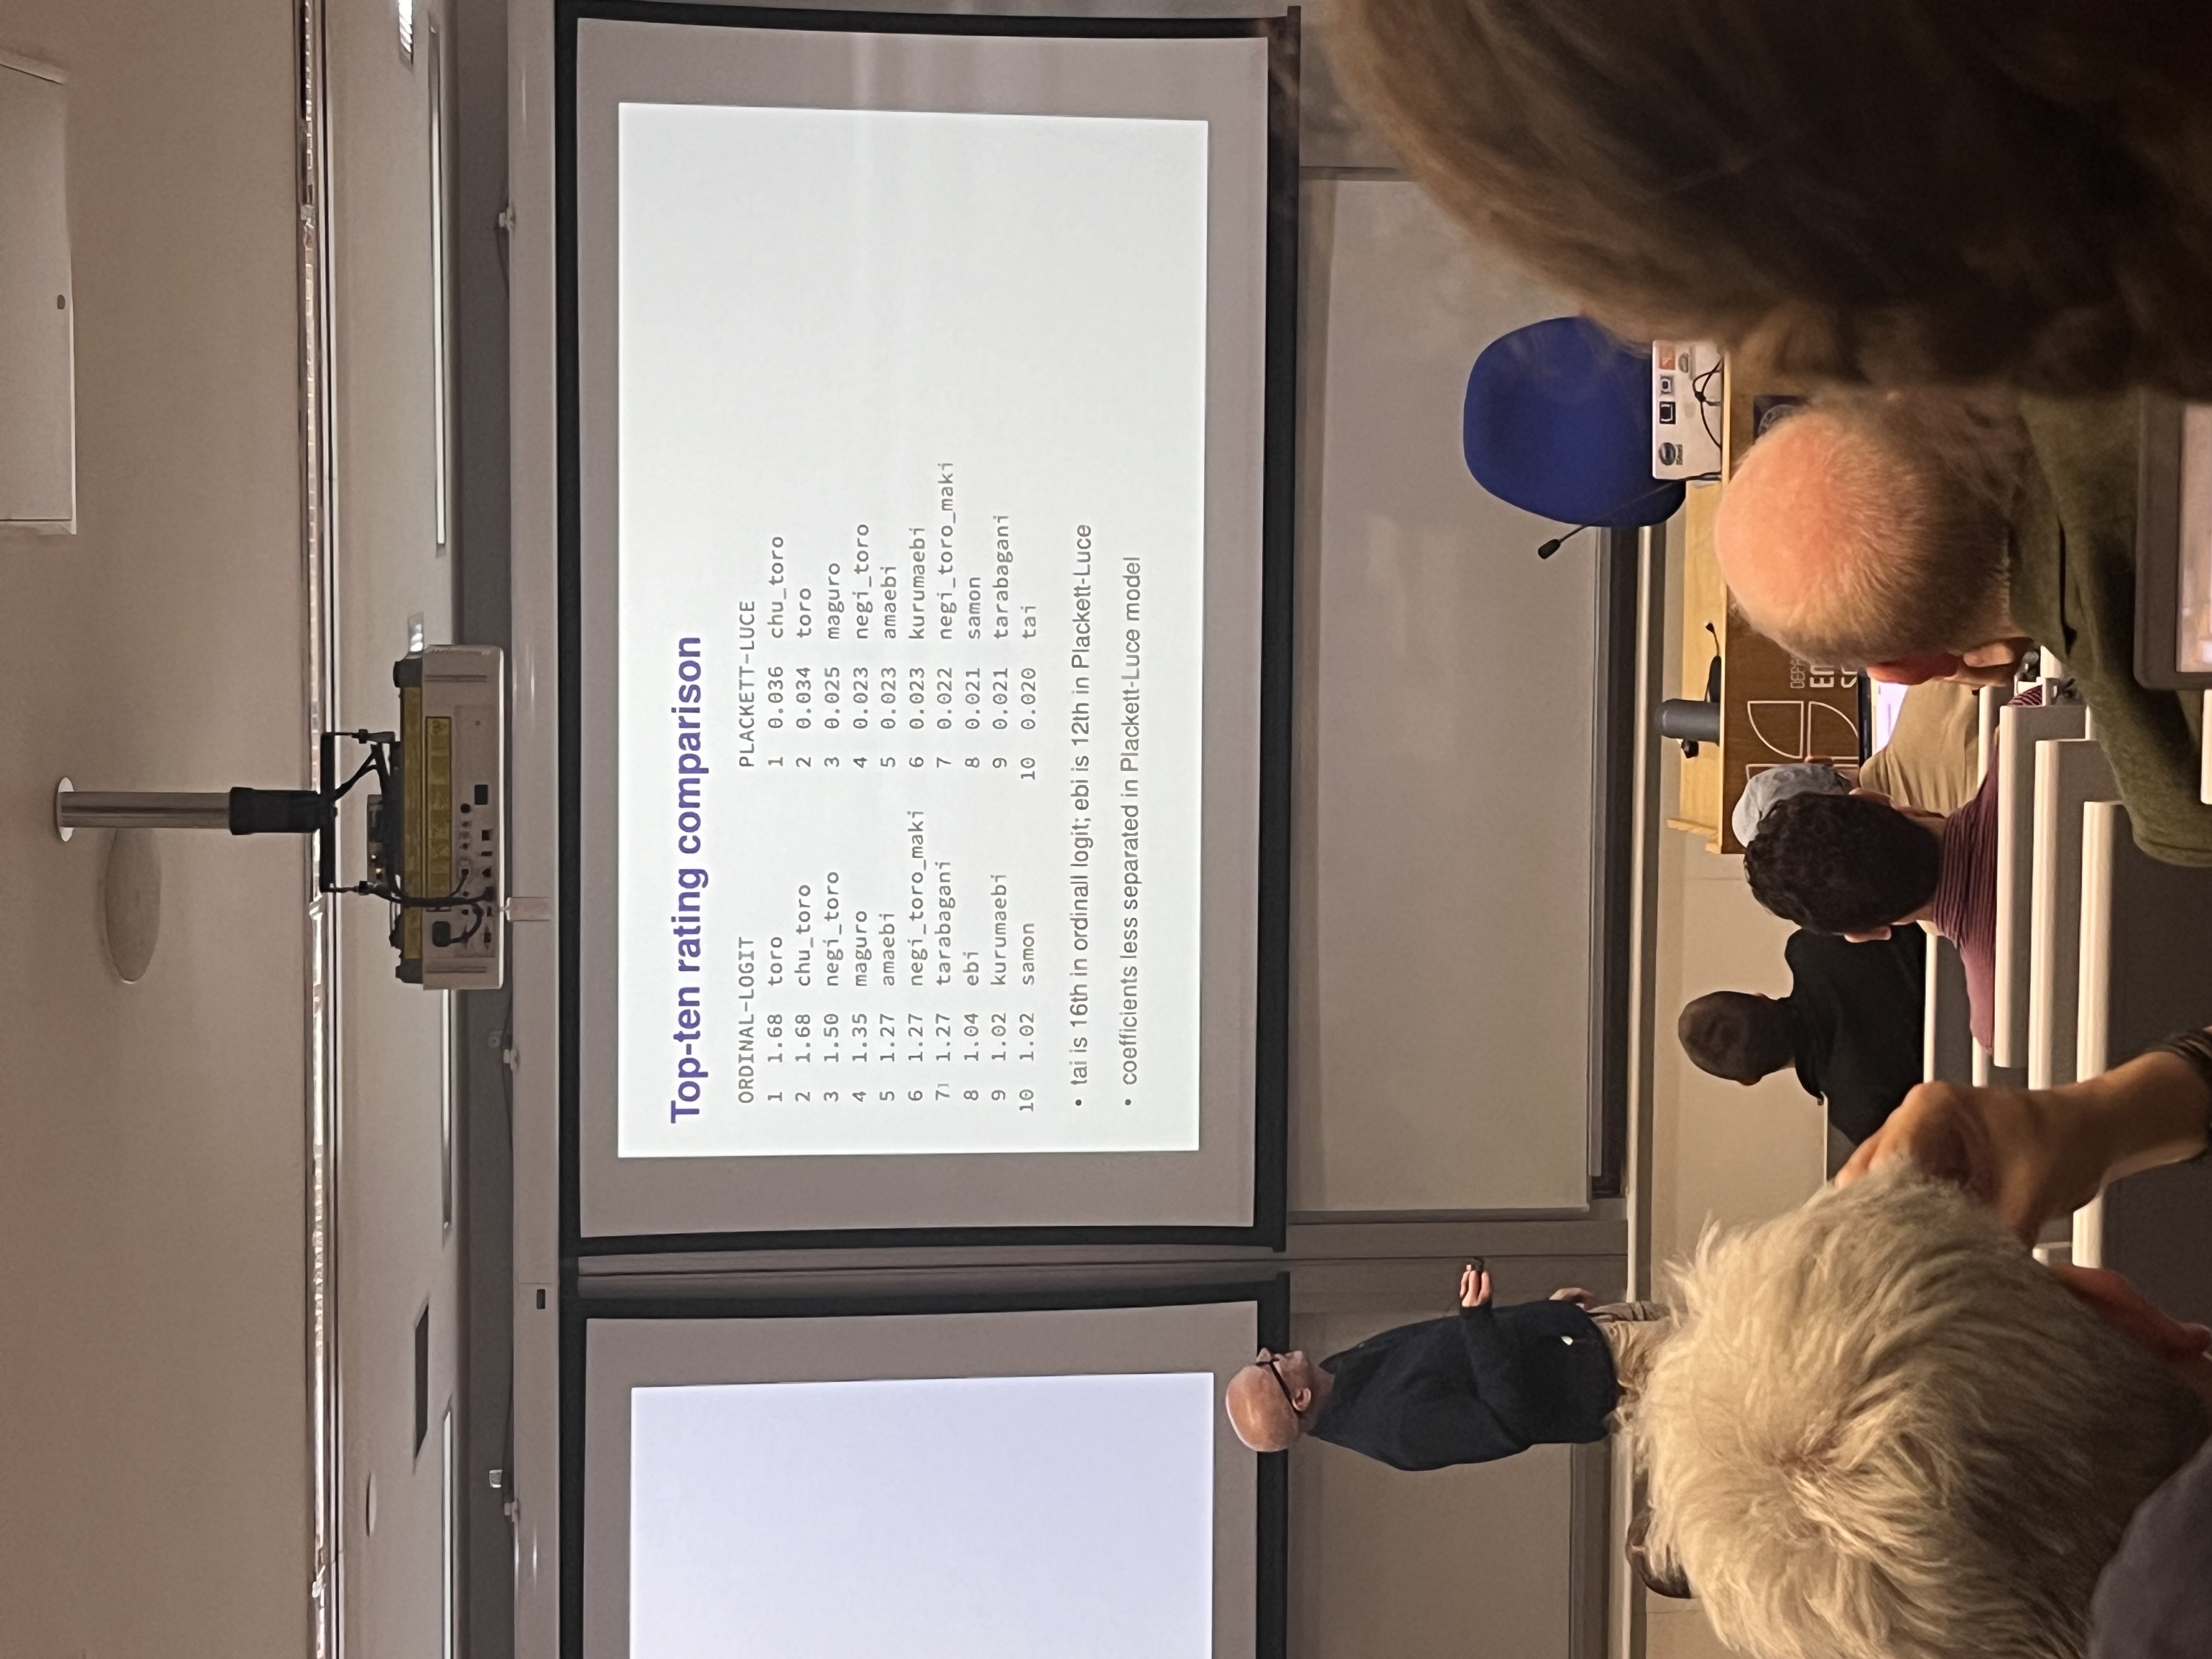 Top-ten rating comparison
ORDINAL-LOGIT PLACKETT-LUCE
1 1.68 toro 1 0.036 chu_toro
2 1.68 chu_toro 2 0.034 toro
3 1.50 negi_toro 3 0.025 maguro
4 1.35 maguro 4 0.023 negi_toro
5 1.27 amaebi 5 0.023 amaebi
6 1.27 negi_toro_maki 6 0.023 kurumaebi
7] 1.27 tarabagani 7 0.022 negi_toro_maki
8 1.04 ebi 8 0.021 samon
9 1.02 kurumaebi 9 0.021 tarabagani
10 1.02 samon 10 0.020 tai
• tai is 16th in ordinall logit; ebi is 12th in Plackett-Luce
• coefficients less separated in Plackett-Luce model